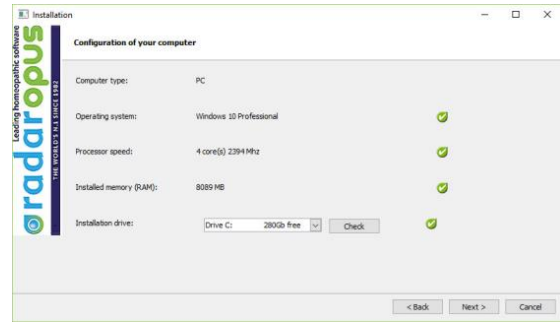 Installation
Leading homeopathic software
radaropus
THE WORLD'S N.1 SINCE 1982
Configuration of your computer
Computer type: PC
Operating system: Windows 10 Professional
Processor speed: 4 core(s) 2394 Mhz
Installed memory (RAM): 8089 MB
Installation drive: Drive C: 280Gb free Check
< Back Next > Cancel